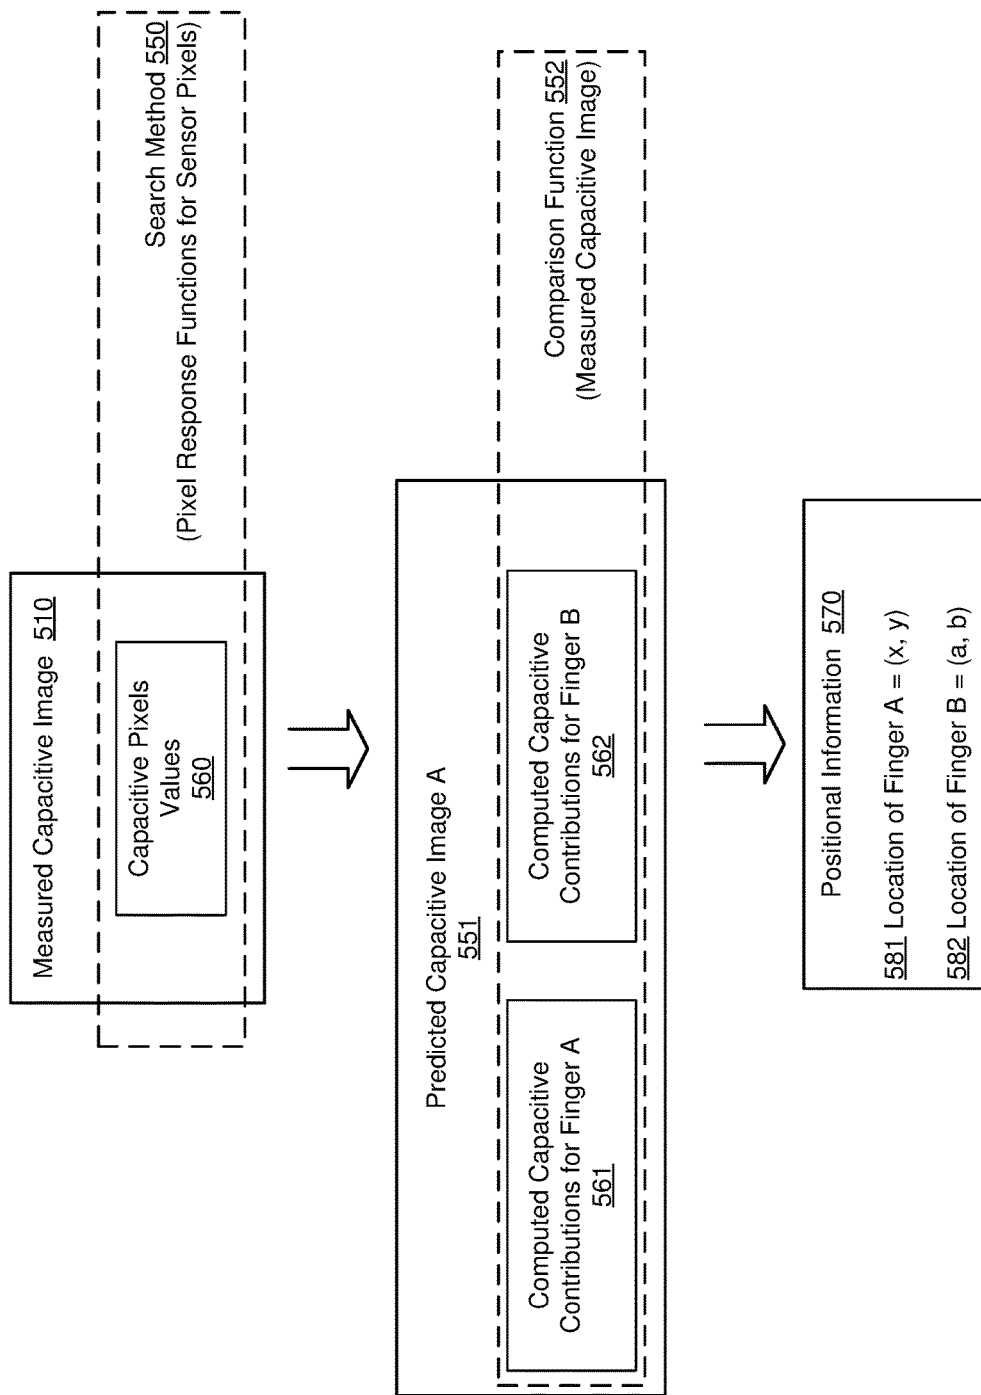 Measured Capacitive Image 510
Capacitive Pixels
Values
560
Search Method 550
(Pixel Response Functions for Sensor Pixels)
Predicted Capacitive Image A
551
Computed Capacitive
Contributions for Finger A
561
Computed Capacitive
Contributions for Finger B
562
Comparison Function 552
(Measured Capacitive Image)
Positional Information 570
581 Location of Finger A = (x, y)
582 Location of Finger B = (a, b)